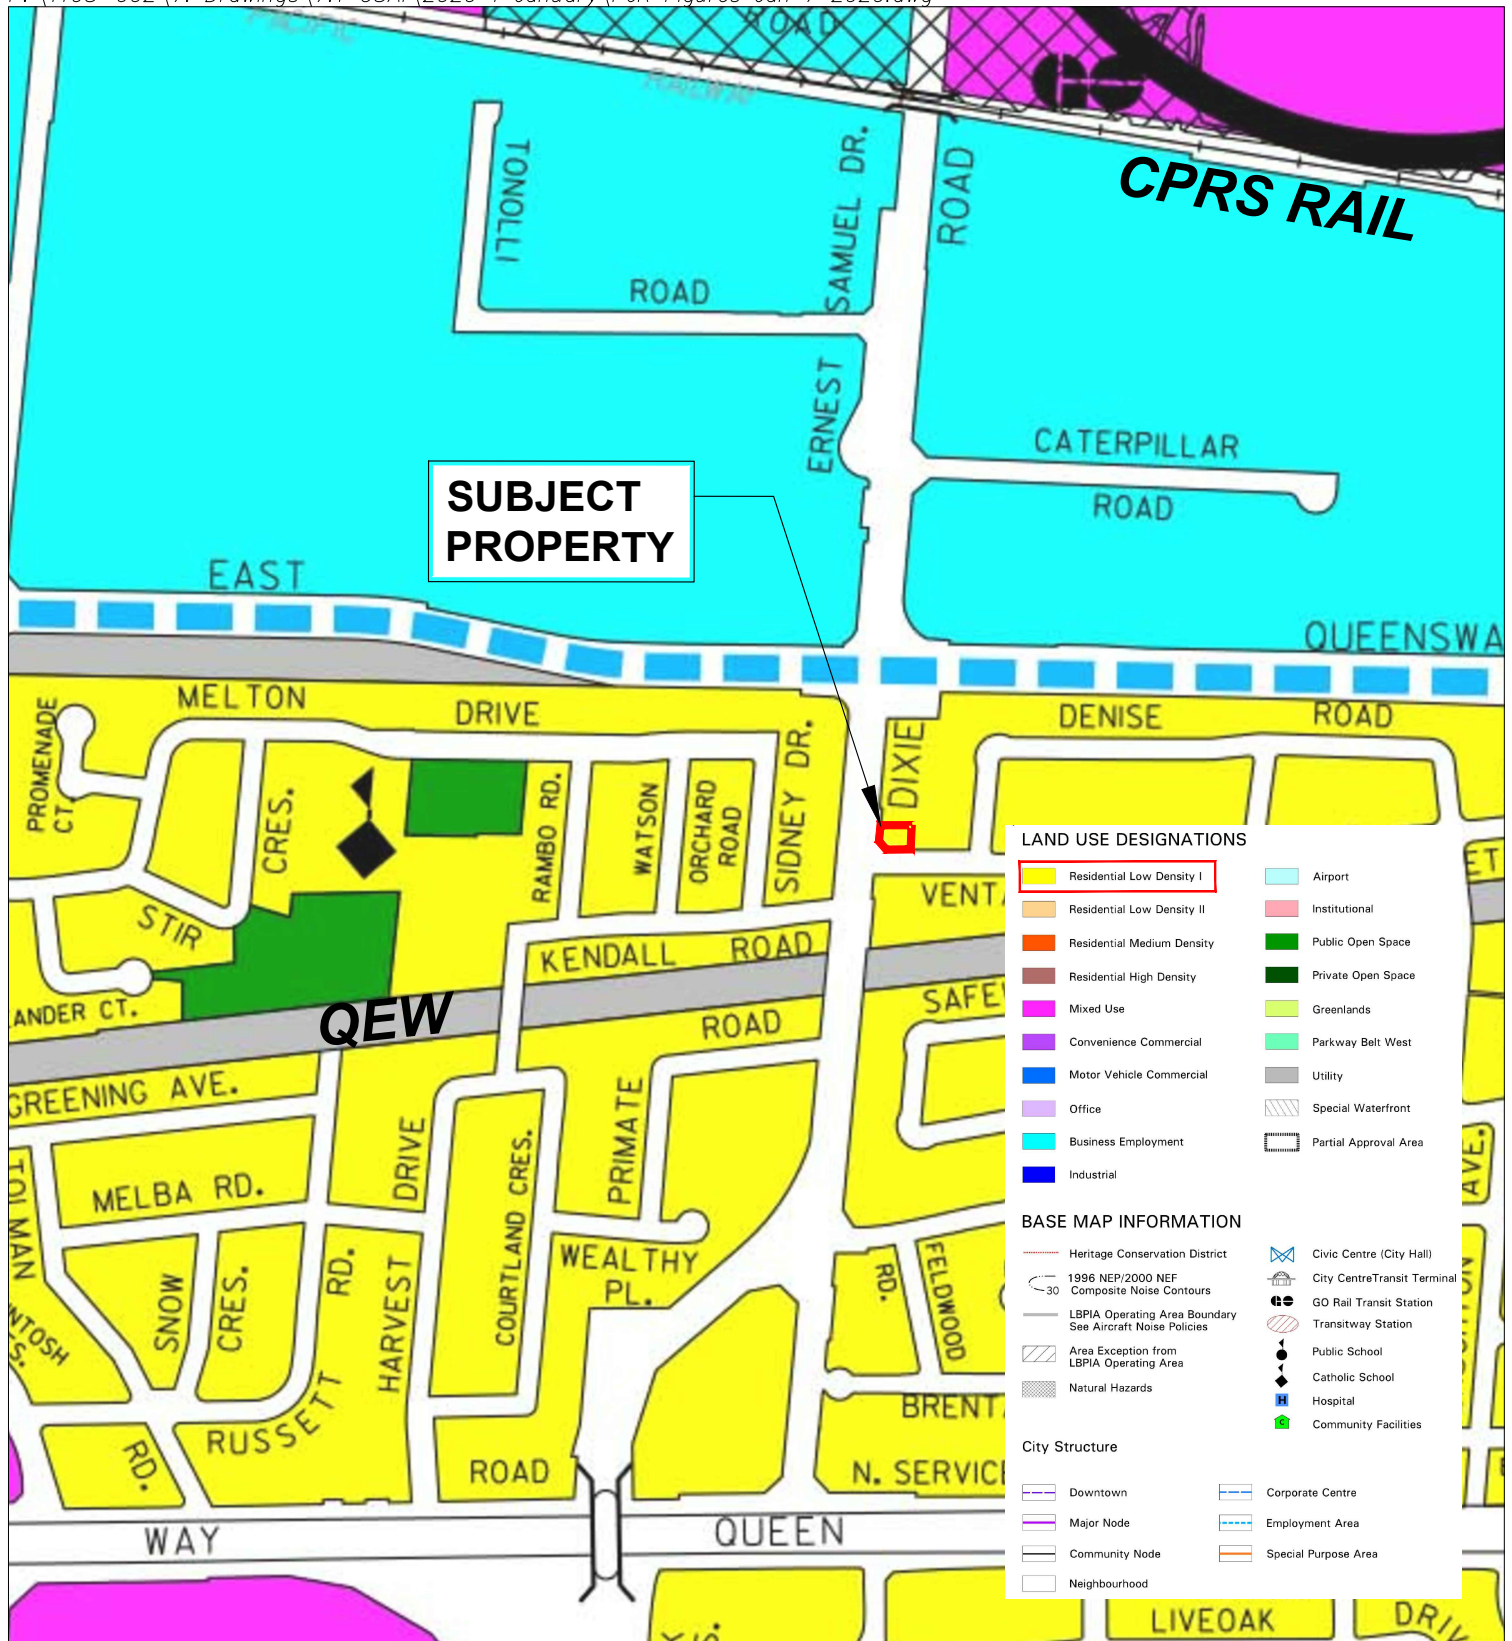 PACIFIC
ROAD
RAILWAY
CPRS RAIL
TONOLLI
ROAD
SAMUEL DR.
ROAD
ERNEST
CATERPILLAR
ROAD
SUBJECT
PROPERTY
EAST
QUEENSWA
MELTON
DRIVE
DENISE
ROAD
PROMENADE
CT.
CRES.
RAMBO RD.
WATSON
ORCHARD
ROAD
SIDNEY DR.
DIXIE
STIR
VENT
ET
KENDALL ROAD
ANDER CT.
QEW
ROAD
SAFE
GREENING AVE.
DRIVE
PRIMATE
COURTLAND CRES.
MELBA RD.
TOLMAN
WEALTHY
PL.
SNOW
CRES.
RD.
HARVEST
RD.
FELDWOOD
AVE.
NTOSH
RUSSETT
RD.
ROAD
BRENT
N. SERVICE
WAY
QUEEN
LIVEOAK
DRIV
LAND USE DESIGNATIONS
Residential Low Density I
Residential Low Density II
Residential Medium Density
Residential High Density
Mixed Use
Convenience Commercial
Motor Vehicle Commercial
Office
Business Employment
Industrial
Airport
Institutional
Public Open Space
Private Open Space
Greenlands
Parkway Belt West
Utility
Special Waterfront
Partial Approval Area
BASE MAP INFORMATION
Heritage Conservation District
30
1996 NEP/2000 NEF
Composite Noise Contours
LBPIA Operating Area Boundary
See Aircraft Noise Policies
Area Exception from
LBPIA Operating Area
Natural Hazards
Civic Centre (City Hall)
City CentreTransit Terminal
GO Rail Transit Station
Transitway Station
Public School
Catholic School
H
Hospital
C
Community Facilities
City Structure
Downtown
Major Node
Community Node
Neighbourhood
Corporate Centre
Employment Area
Special Purpose Area